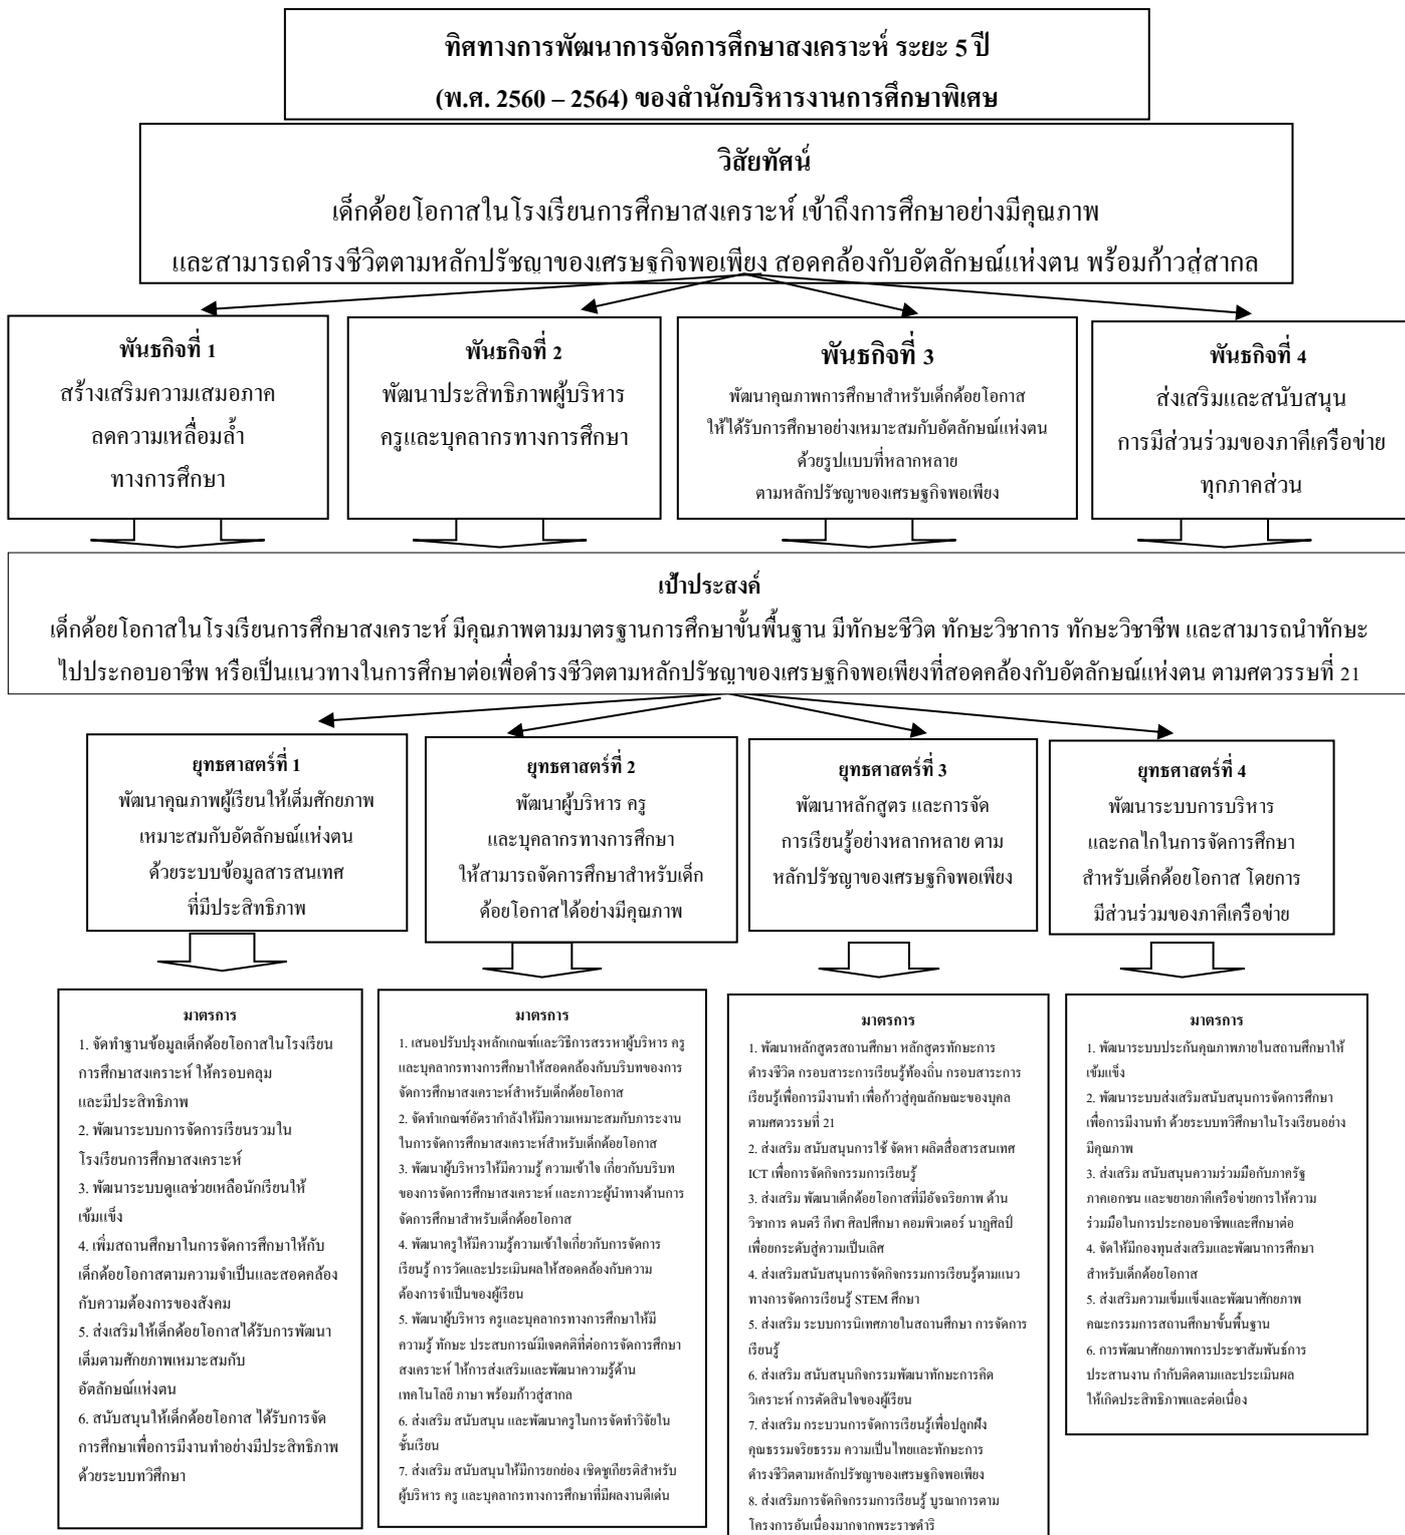 ทิศทางการพัฒนาการจัดการศึกษาสงเคราะห์ ระยะ 5 ปี
(พ.ศ. 2560 – 2564) ของสำนักบริหารงานการศึกษาพิเศษ
วิสัยทัศน์
เด็กด้อยโอกาสในโรงเรียนการศึกษาสงเคราะห์ เข้าถึงการศึกษาอย่างมีคุณภาพ
และสามารถดำรงชีวิตตามหลักปรัชญาของเศรษฐกิจพอเพียง สอดคล้องกับอัตลักษณ์แห่งตน พร้อมก้าวสู่สากล
พันธกิจที่ 1
สร้างเสริมความเสมอภาค
ลดความเหลื่อมล้ำ
ทางการศึกษา
พันธกิจที่ 2
พัฒนาประสิทธิภาพผู้บริหาร
ครูและบุคลากรทางการศึกษา
พันธกิจที่ 3
พัฒนาคุณภาพการศึกษาสำหรับเด็กด้อยโอกาส
ให้ได้รับการศึกษาอย่างเหมาะสมกับอัตลักษณ์แห่งตน
ด้วยรูปแบบที่หลากหลาย
ตามหลักปรัชญาของเศรษฐกิจพอเพียง
พันธกิจที่ 4
ส่งเสริมและสนับสนุน
การมีส่วนร่วมของภาคีเครือข่าย
ทุกภาคส่วน
เป้าประสงค์
เด็กด้อยโอกาสในโรงเรียนการศึกษาสงเคราะห์ มีคุณภาพตามมาตรฐานการศึกษาขั้นพื้นฐาน มีทักษะชีวิต ทักษะวิชาการ ทักษะวิชาชีพ และสามารถนำทักษะ
ไปประกอบอาชีพ หรือเป็นแนวทางในการศึกษาต่อเพื่อดำรงชีวิตตามหลักปรัชญาของเศรษฐกิจพอเพียงที่สอดคล้องกับอัตลักษณ์แห่งตน ตามศตวรรษที่ 21
ยุทธศาสตร์ที่ 1
พัฒนาคุณภาพผู้เรียนให้เต็มศักยภาพ
เหมาะสมกับอัตลักษณ์แห่งตน
ด้วยระบบข้อมูลสารสนเทศ
ที่มีประสิทธิภาพ
ยุทธศาสตร์ที่ 2
พัฒนาผู้บริหาร ครู
และบุคลากรทางการศึกษา
ให้สามารถจัดการศึกษาสำหรับเด็ก
ด้อยโอกาสได้อย่างมีคุณภาพ
ยุทธศาสตร์ที่ 3
พัฒนาหลักสูตร และการจัด
การเรียนรู้อย่างหลากหลาย ตาม
หลักปรัชญาของเศรษฐกิจพอเพียง
ยุทธศาสตร์ที่ 4
พัฒนาระบบการบริหาร
และกลไกในการจัดการศึกษา
สำหรับเด็กด้อยโอกาส โดยการ
มีส่วนร่วมของภาคีเครือข่าย
มาตรการ
1. จัดทำฐานข้อมูลเด็กด้อยโอกาสในโรงเรียน
การศึกษาสงเคราะห์ ให้ครอบคลุม
และมีประสิทธิภาพ
2. พัฒนาระบบการจัดการเรียนรวมใน
โรงเรียนการศึกษาสงเคราะห์
3. พัฒนาระบบดูแลช่วยเหลือนักเรียนให้
เข้มแข็ง
4. เพิ่มสถานศึกษาในการจัดการศึกษาให้กับ
เด็กด้อยโอกาสตามความจำเป็นและสอดคล้อง
กับความต้องการของสังคม
5. ส่งเสริมให้เด็กด้อยโอกาสได้รับการพัฒนา
เต็มตามศักยภาพเหมาะสมกับ
อัตลักษณ์แห่งตน
6. สนับสนุนให้เด็กด้อยโอกาส ได้รับการจัด
การศึกษาเพื่อการมีงานทำอย่างมีประสิทธิภาพ
ด้วยระบบทวิศึกษา
มาตรการ
1. เสนอปรับปรุงหลักเกณฑ์และวิธีการสรรหาผู้บริหาร ครู
และบุคลากรทางการศึกษาให้สอดคล้องกับบริบทของการ
จัดการศึกษาสงเคราะห์สำหรับเด็กด้อยโอกาส
2. จัดทำเกณฑ์อัตรากำลังให้มีความเหมาะสมกับภาระงาน
ในการจัดการศึกษาสงเคราะห์สำหรับเด็กด้อยโอกาส
3. พัฒนาผู้บริหารให้มีความรู้ ความเข้าใจ เกี่ยวกับบริบท
ของการจัดการศึกษาสงเคราะห์ และภาวะผู้นำทางด้านการ
จัดการศึกษาสำหรับเด็กด้อยโอกาส
4. พัฒนาครูให้มีความรู้ความเข้าใจเกี่ยวกับการจัดการ
เรียนรู้ การวัดและประเมินผลให้สอดคล้องกับความ
ต้องการจำเป็นของผู้เรียน
5. พัฒนาผู้บริหาร ครูและบุคลากรทางการศึกษาให้มี
ความรู้ ทักษะ ประสบการณ์มีเจตคติที่ต่อการจัดการศึกษา
สงเคราะห์ ให้การส่งเสริมและพัฒนาความรู้ด้าน
เทคโนโลยี ภาษา พร้อมก้าวสู่สากล
6. ส่งเสริม สนับสนุน และพัฒนาครูในการจัดทำวิจัยใน
ชั้นเรียน
7. ส่งเสริม สนับสนุนให้มีการยกย่อง เชิดชูเกียรติสำหรับ
ผู้บริหาร ครู และบุคลากรทางการศึกษาที่มีผลงานดีเด่น
มาตรการ
1. พัฒนาหลักสูตรสถานศึกษา หลักสูตรทักษะการ
ดำรงชีวิต กรอบสาระการเรียนรู้ท้องถิ่น กรอบสาระการ
เรียนรู้เพื่อการมีงานทำ เพื่อก้าวสู่คุณลักษณะของบุคล
ตามศตวรรษที่ 21
2. ส่งเสริม สนับสนุนการใช้ จัดหา ผลิตสื่อสารสนเทศ
ICT เพื่อการจัดกิจกรรมการเรียนรู้
3. ส่งเสริม พัฒนาเด็กด้อยโอกาสที่มีอัจฉริยภาพ ด้าน
วิชาการ ดนตรี กีฬา ศิลปศึกษา คอมพิวเตอร์ นาฏศิลป์
เพื่อยกระดับสู่ความเป็นเลิศ
4. ส่งเสริมสนับสนุนการจัดกิจกรรมการเรียนรู้ตามแนว
ทางการจัดการเรียนรู้ STEM ศึกษา
5. ส่งเสริม ระบบการนิเทศภายในสถานศึกษา การจัดการ
เรียนรู้
6. ส่งเสริม สนับสนุนกิจกรรมพัฒนาทักษะการคิด
วิเคราะห์ การตัดสินใจของผู้เรียน
7. ส่งเสริม กระบวนการจัดการเรียนรู้เพื่อปลูกฝัง
คุณธรรมจริยธรรม ความเป็นไทยและทักษะการ
ดำรงชีวิตตามหลักปรัชญาของเศรษฐกิจพอเพียง
8. ส่งเสริมการจัดกิจกรรมการเรียนรู้ บูรณาการตาม
โครงการอันเนื่องมาจากพระราชดำริ
มาตรการ
1. พัฒนาระบบประกันคุณภาพภายในสถานศึกษาให้
เข้มแข็ง
2. พัฒนาระบบส่งเสริมสนับสนุนการจัดการศึกษา
เพื่อการมีงานทำ ด้วยระบบทวิศึกษาในโรงเรียนอย่าง
มีคุณภาพ
3. ส่งเสริม สนับสนุนความร่วมมือกับภาครัฐ
ภาคเอกชน และขยายภาคีเครือข่ายการให้ความ
ร่วมมือในการประกอบอาชีพและศึกษาต่อ
4. จัดให้มีกองทุนส่งเสริมและพัฒนาการศึกษา
สำหรับเด็กด้อยโอกาส
5. ส่งเสริมความเข็มแข็งและพัฒนาศักยภาพ
คณะกรรมการสถานศึกษาขั้นพื้นฐาน
6. การพัฒนาศักยภาพการประชาสัมพันธ์การ
ประสานงาน กำกับติดตามและประเมินผล
ให้เกิดประสิทธิภาพและต่อเนื่อง